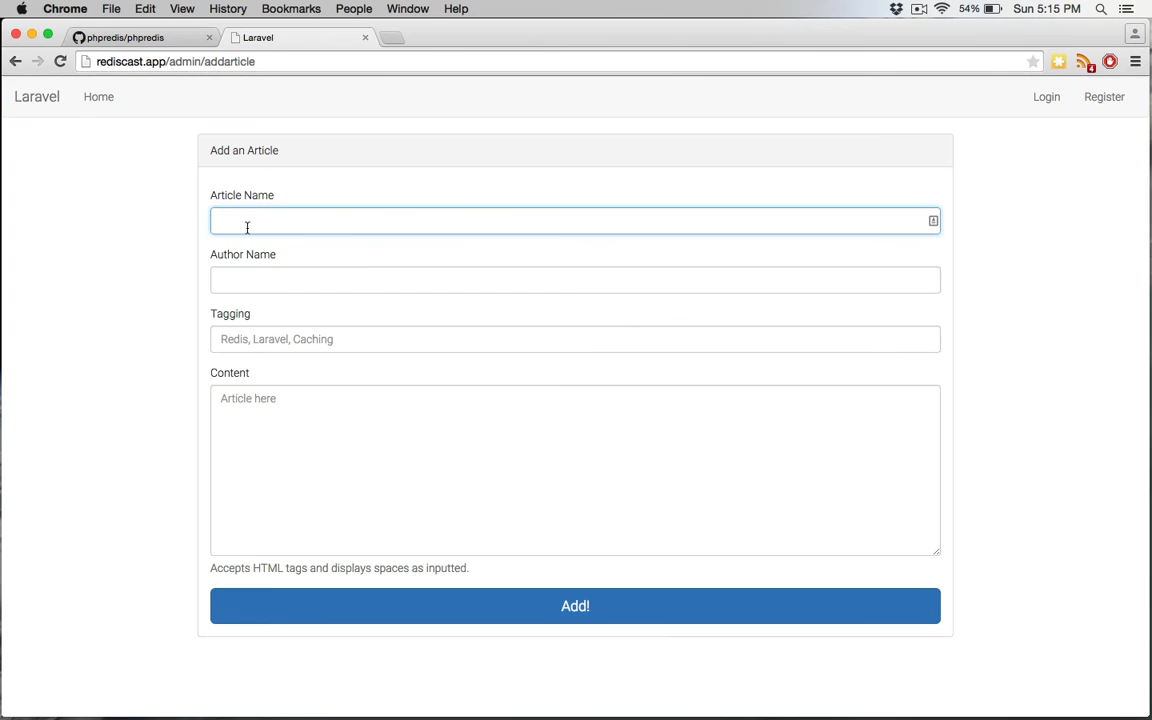 Chrome File Edit View History Bookmarks People Window Help 54% Sun 5:15 PM
phpredis/phpredis Laravel
rediscast.app/admin/addarticle 4
Laravel Home Login Register
Add an Article
Article Name
Author Name
Tagging
Redis, Laravel, Caching
Content
Article here
Accepts HTML tags and displays spaces as inputted.
Add!